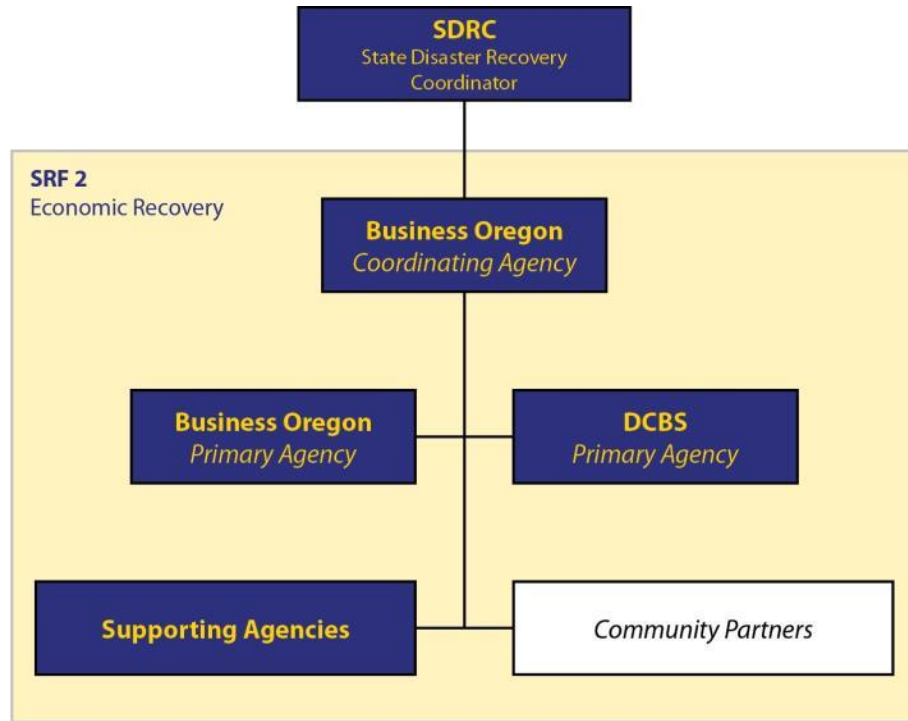 SDRC
State Disaster Recovery
Coordinator
SRF 2
Economic Recovery
Business Oregon
Coordinating Agency
Business Oregon
Primary Agency
DCBS
Primary Agency
Supporting Agencies
Community Partners